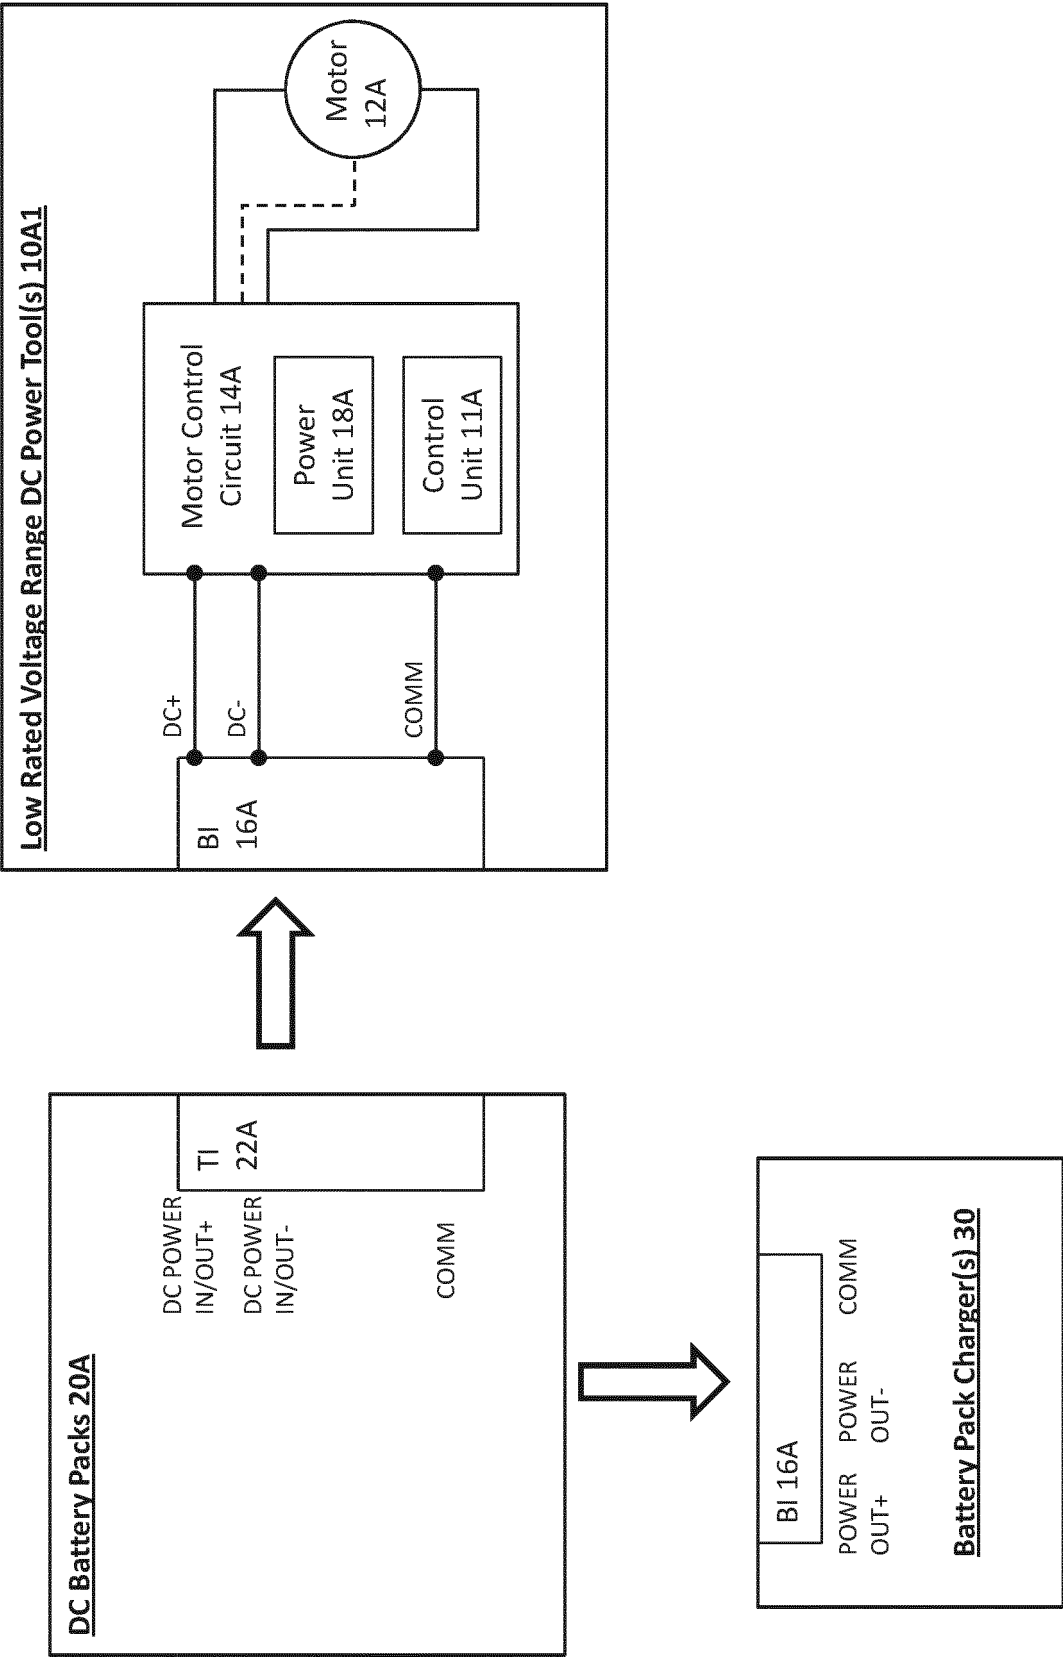 Low Rated Voltage Range DC Power Tool(s) 10A1
Motor
12A
Motor Control
Circuit 14A
Power
Unit 18A
Control
Unit 11A
DC+
DC-
COMM
BI
16A
DC Battery Packs 20A
TI
22A
DC POWER
IN/OUT+
DC POWER
IN/OUT-
COMM
BI 16A
POWER
OUT+
POWER
OUT-
COMM
Battery Pack Charger(s) 30